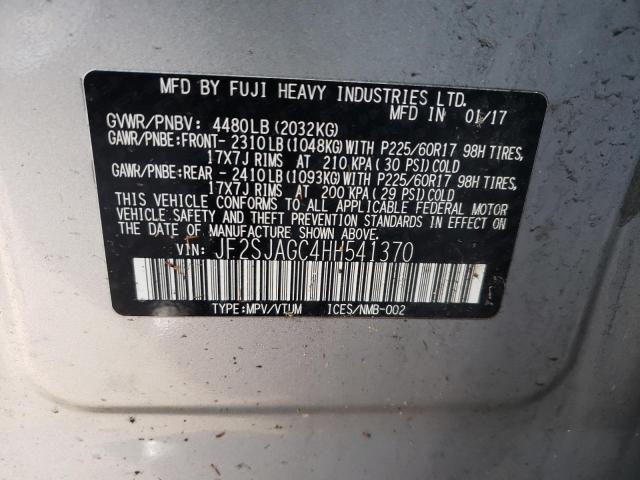 MFD BY FUJI HEAVY INDUSTRIES LTD.
MFD IN 01/17
GVWR/PNBV: 4480LB (2032KG)
GAWR/PNBE:FRONT- 2310LB(1048KG)WITH P225/60R17 98H TIRES,
17X7J RIMS AT 210 KPA (30 PSI)COLD
GAWR/PNBE:REAR - 2410LB(1093KG)WITH P225/60R17 98H TIRES,
17X7J RIMS AT 200 KPA (29 PSI)COLD
THIS VEHICLE CONFORMS TO ALL APPLICABLE FEDERAL MOTOR
VEHICLE SAFETY AND THEFT PREVENTION STANDARDS IN EFFECT ON
THE DATE OF MANUFACTURE SHOWN ABOVE.
VIN: JF2SJAGC4HH541370
TYPE:MPV/VTUM ICES/NMB-002